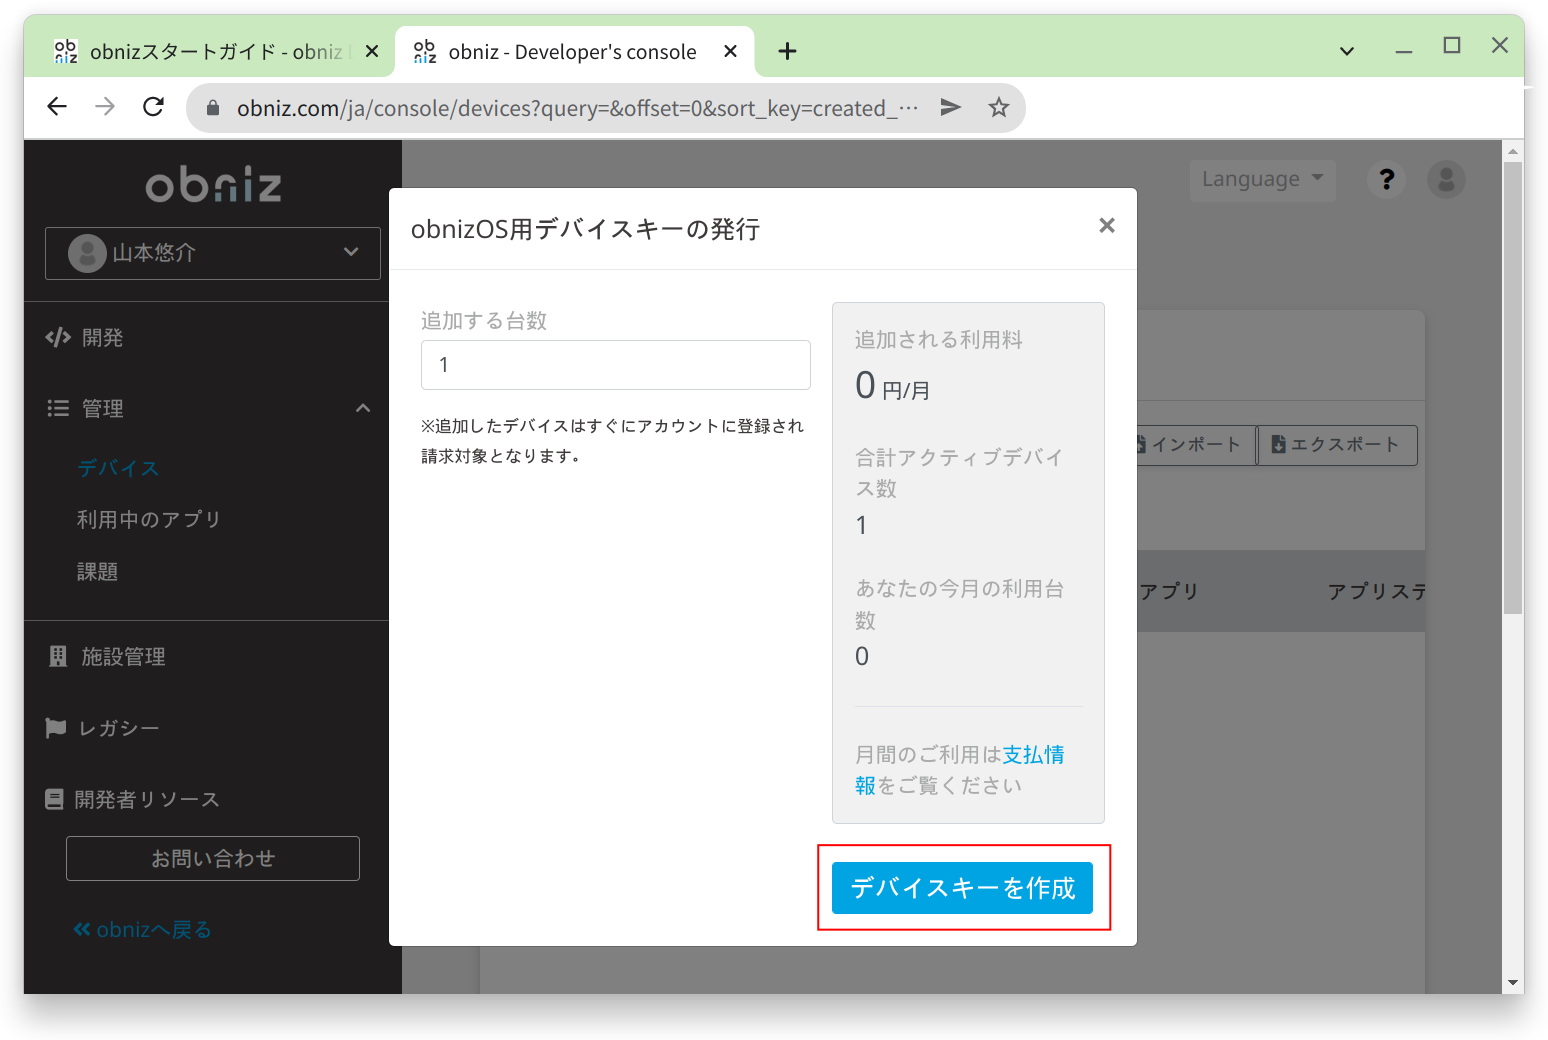 obnizスタートガイド - obniz
obniz - Developer's console
obniz.com/ja/console/devices?query=&offset=0&sort_key=created_…
obniz
山本悠介
開発
管理
デバイス
利用中のアプリ
課題
施設管理
レガシー
開発者リソース
お問い合わせ
obnizへ戻る
Language
?
インポート
エクスポート
アプリ
アプリステ
obnizOS用デバイスキーの発行
追加する台数
1
※追加したデバイスはすぐにアカウントに登録され
請求対象となります。
追加される利用料
0 円/月
合計アクティブデバイ
ス数
1
あなたの今月の利用台
数
0
月間のご利用は支払情
報をご覧ください
デバイスキーを作成